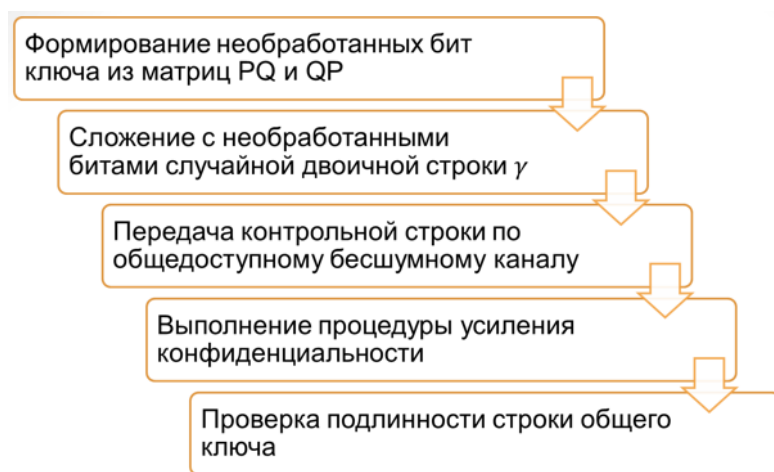 Формирование необработанных бит
ключа из матриц PQ и QP
Сложение с необработанными
битами случайной двоичной строки γ
Передача контрольной строки по
общедоступному бесшумному каналу
Выполнение процедуры усиления
конфиденциальности
Проверка подлинности строки общего
ключа